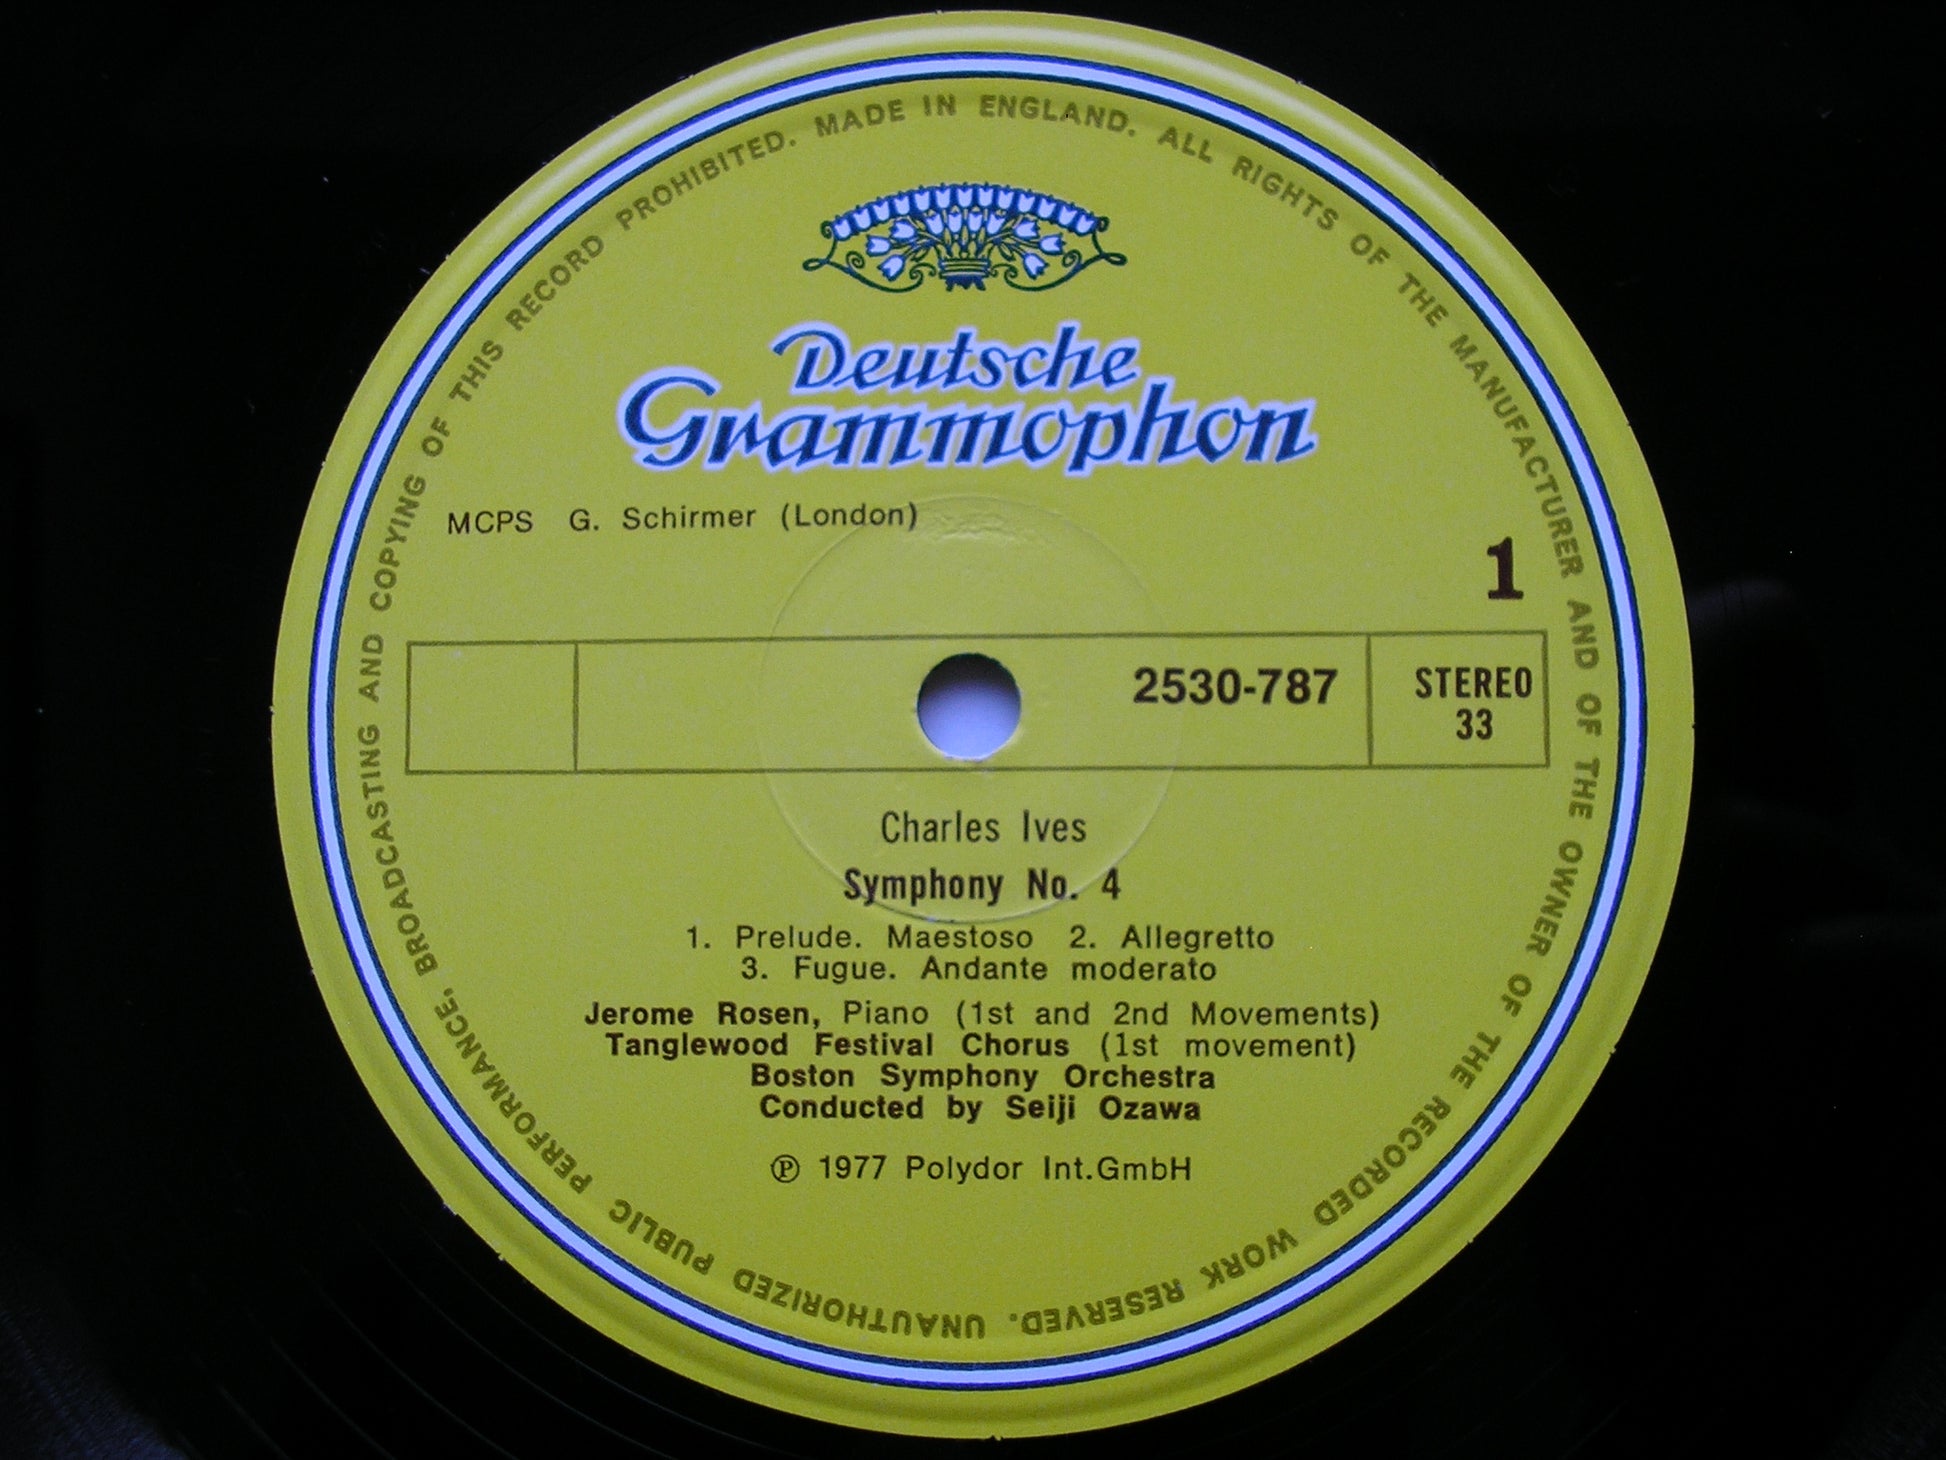 MADE IN ENGLAND. ALL RIGHTS OF THE MANUFACTURER AND OF THE OWNER OF THE RECORDED WORK RESERVED. UNAUTHORIZED PUBLIC PERFORMANCE, BROADCASTING AND COPYING OF THIS RECORD PROHIBITED.
Deutsche
Grammophon
MCPS G. Schirmer (London)
1
2530-787
STEREO
33
Charles Ives
Symphony No. 4
1. Prelude. Maestoso 2. Allegretto
3. Fugue. Andante moderato
Jerome Rosen, Piano (1st and 2nd Movements)
Tanglewood Festival Chorus (1st movement)
Boston Symphony Orchestra
Conducted by Seiji Ozawa
℗ 1977 Polydor Int.GmbH